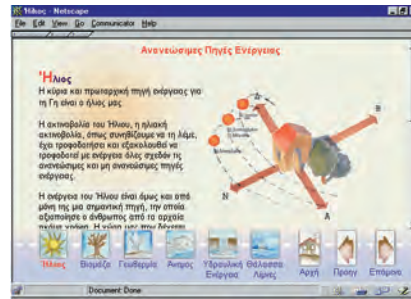 Ήλιος - Netscape
File Edit View Go Communicator Help
Ανανεώσιμες Πηγές Ενέργειας
Ήλιος
Η κύρια και πρωταρχική πηγή ενέργειας για
τη Γη είναι ο ήλιος μας.
Η ακτινοβολία του Ήλιου, η ηλιακή
ακτινοβολία, όπως συνηθίζουμε να τη λέμε,
έχει τροφοδοτήσει και εξακολουθεί να
τροφοδοτεί με ενέργεια όλες σχεδόν τις
ανανεώσιμες και μη ανανεώσιμες πηγές
ενέργειας.
Η ενέργεια του Ήλιου είναι όμως και από
μόνη της μια σημαντική πηγή, την οποία
αξιοποίησε ο άνθρωπος από τα αρχαία
Δ
Β
Ν
Α
Ήλιος Βιομάζα Γεωθερμία Άνεμος Υδραυλική Ενέργεια Θάλασσα Λίμνες Αρχή Προηγ. Επόμενο
Document Done